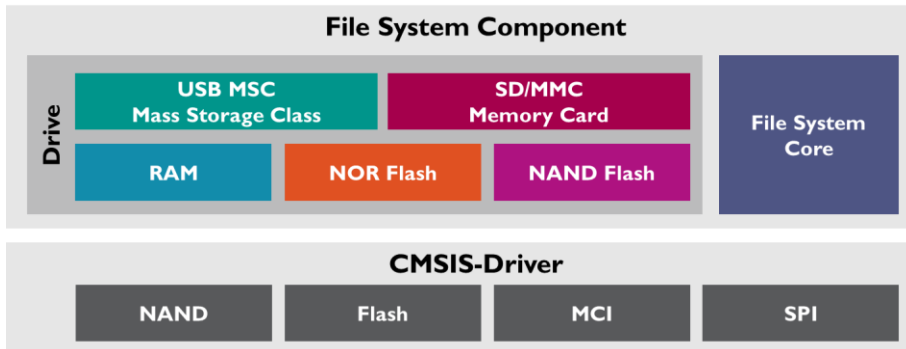 File System Component
Drive
USB MSC
Mass Storage Class
SD/MMC
Memory Card
RAM
NOR Flash
NAND Flash
File System
Core
CMSIS-Driver
NAND
Flash
MCI
SPI